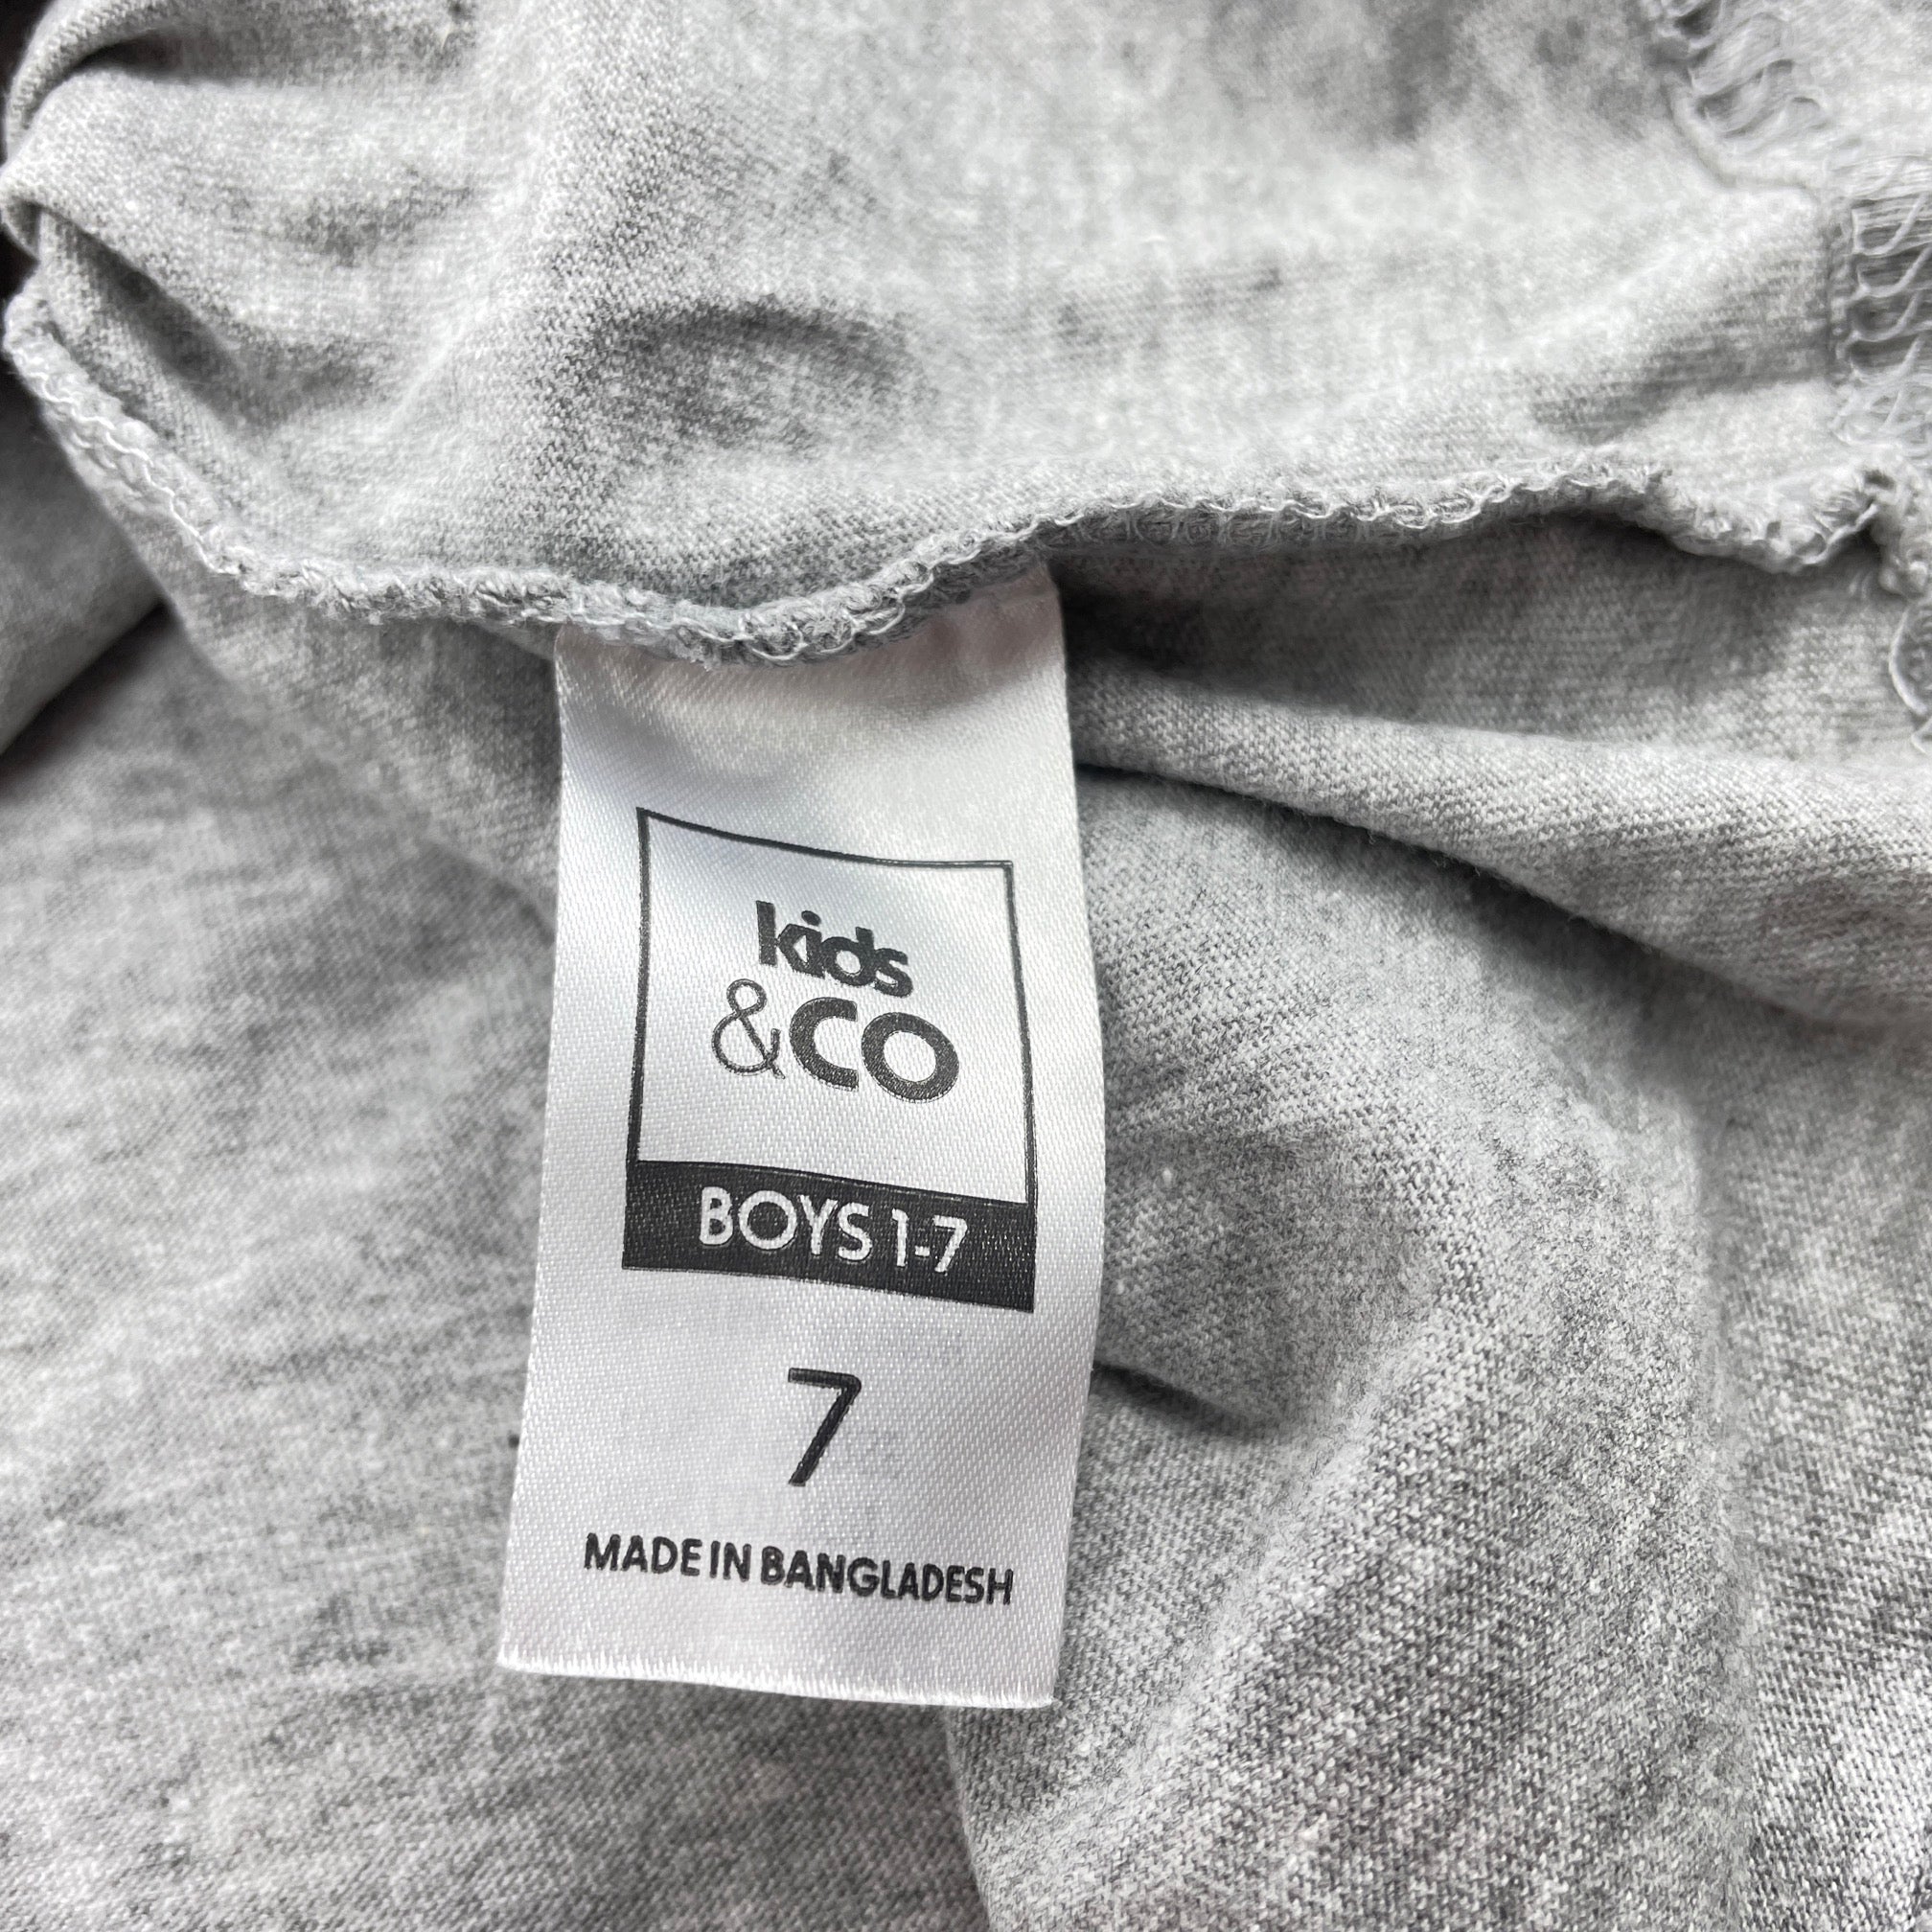 kids
&CO
BOYS 1-7
7
MADE IN BANGLADESH